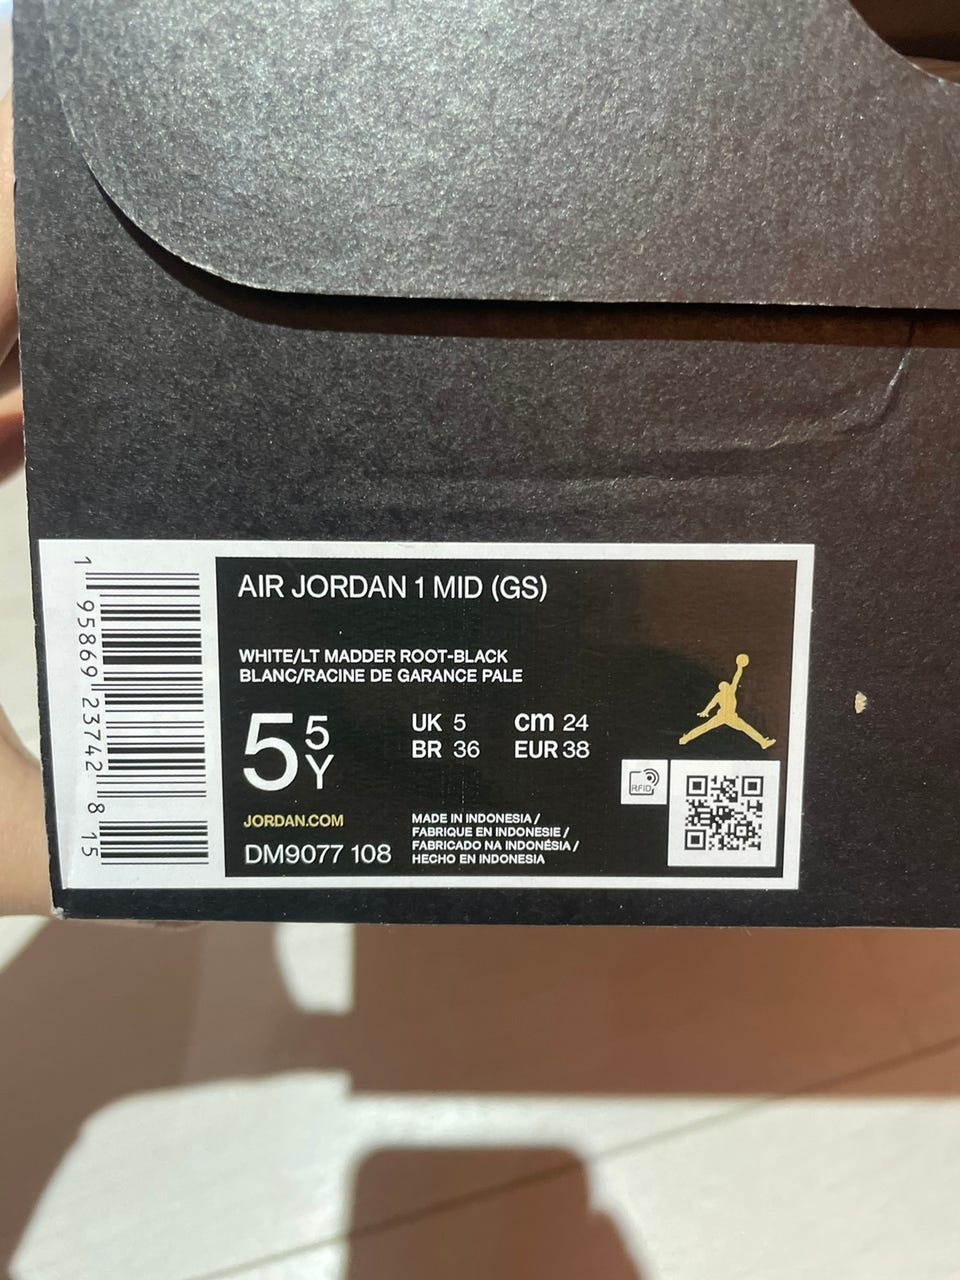 1 95869 23742 8 15
AIR JORDAN 1 MID (GS)
WHITE/LT MADDER ROOT-BLACK
BLANC/RACINE DE GARANCE PALE
5 5 Y
UK 5 cm 24
BR 36 EUR 38
RFID
JORDAN.COM
DM9077 108
MADE IN INDONESIA /
FABRIQUE EN INDONESIE /
FABRICADO NA INDONÉSIA /
HECHO EN INDONESIA